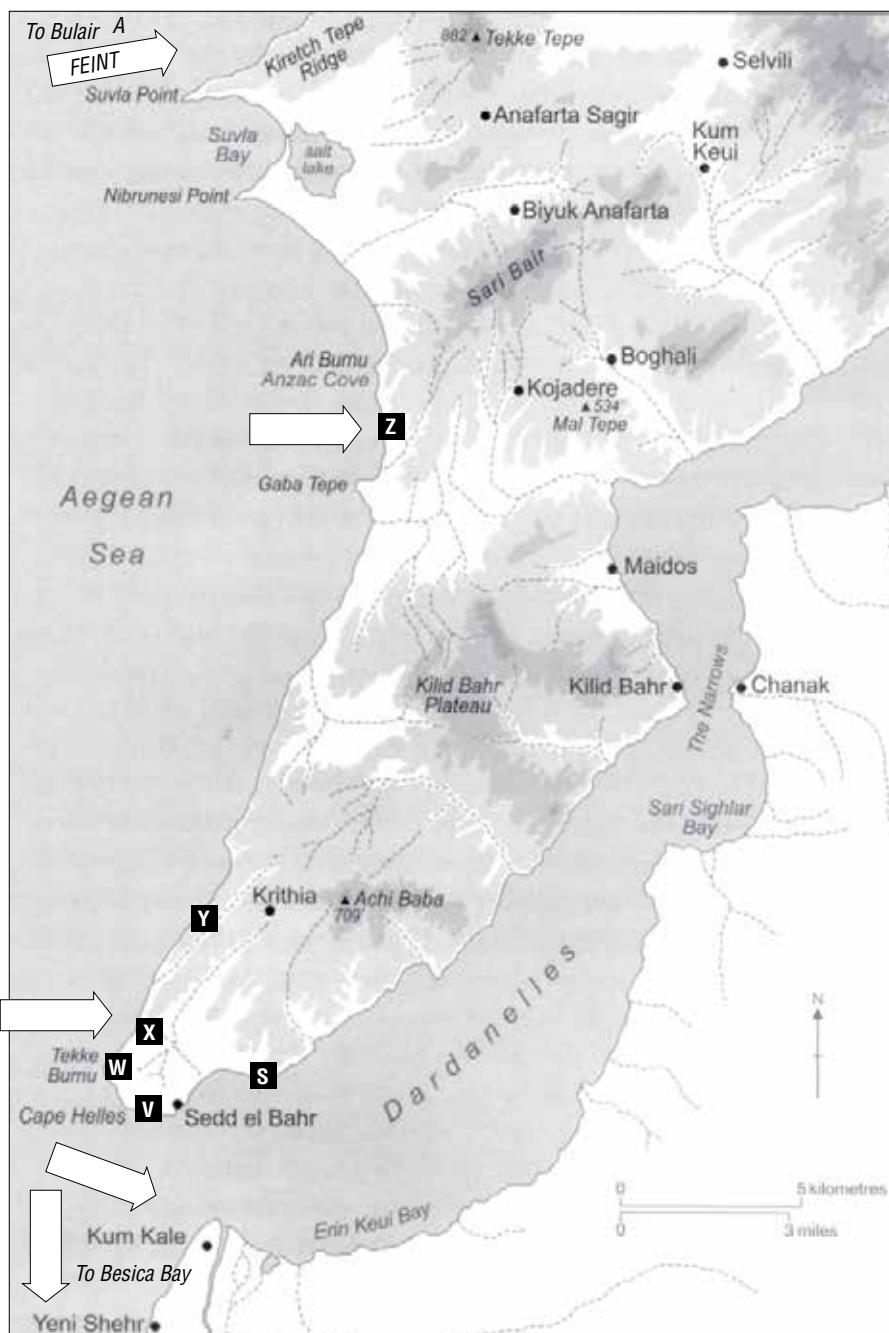 To Bulair A
FEINT
Kiretch Tepe
Ridge
882 Tekke Tepe
Selvili
Suvla Point
Anafarta Sagir
Suvla
Bay
salt
lake
Kum
Keui
Nibrunesi Point
Biyuk Anafarta
Sari Bair
Ari Burnu
Anzac Cove
Boghali
Kojadere
534
Mal Tepe
Z
Gaba Tepe
Aegean
Sea
Maidos
Kilid Bahr
Plateau
Kilid Bahr
The Narrows
Chanak
Sari Sighlar
Bay
Krithia
Achi Baba
709'
Y
Dardanelles
N
X
Tekke
Burnu
W
S
Cape Helles
V
Sedd el Bahr
0 5 kilometres
0 3 miles
Erin Keui Bay
Kum Kale
To Besica Bay
Yeni Shehr